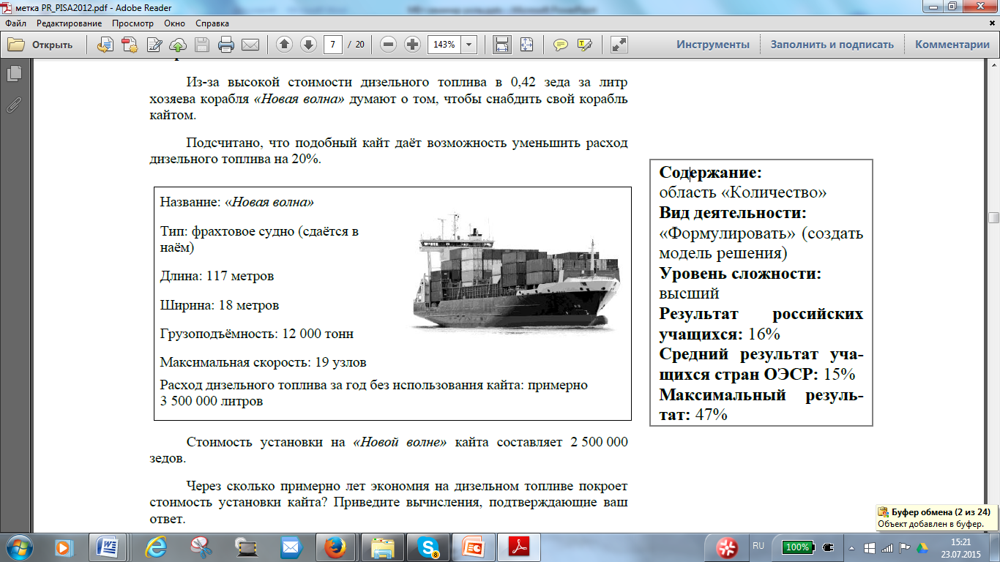 метка PR_PISA2012.pdf - Adobe Reader
Файл Редактирование Просмотр Окно Справка
Открыть 7 / 20 143% Инструменты Заполнить и подписать Комментарии
Из-за высокой стоимости дизельного топлива в 0,42 зеда за литр
хозяева корабля «Новая волна» думают о том, чтобы снабдить свой корабль
кайтом.
Подсчитано, что подобный кайт даёт возможность уменьшить расход
дизельного топлива на 20%.
Название: «Новая волна»
Тип: фрахтовое судно (сдаётся в
наём)
Длина: 117 метров
Ширина: 18 метров
Грузоподъёмность: 12 000 тонн
Максимальная скорость: 19 узлов
Расход дизельного топлива за год без использования кайта: примерно
3 500 000 литров
Стоимость установки на «Новой волне» кайта составляет 2 500 000
зедов.
Через сколько примерно лет экономия на дизельном топливе покроет
стоимость установки кайта? Приведите вычисления, подтверждающие ваш
ответ.
Содержание:
область «Количество»
Вид деятельности:
«Формулировать» (создать
модель решения)
Уровень сложности:
высший
Результат российских
учащихся: 16%
Средний результат уча-
щихся стран ОЭСР: 15%
Максимальный резуль-
тат: 47%
Буфер обмена (2 из 24)
Объект добавлен в буфер.
RU 100% 15:21
23.07.2015